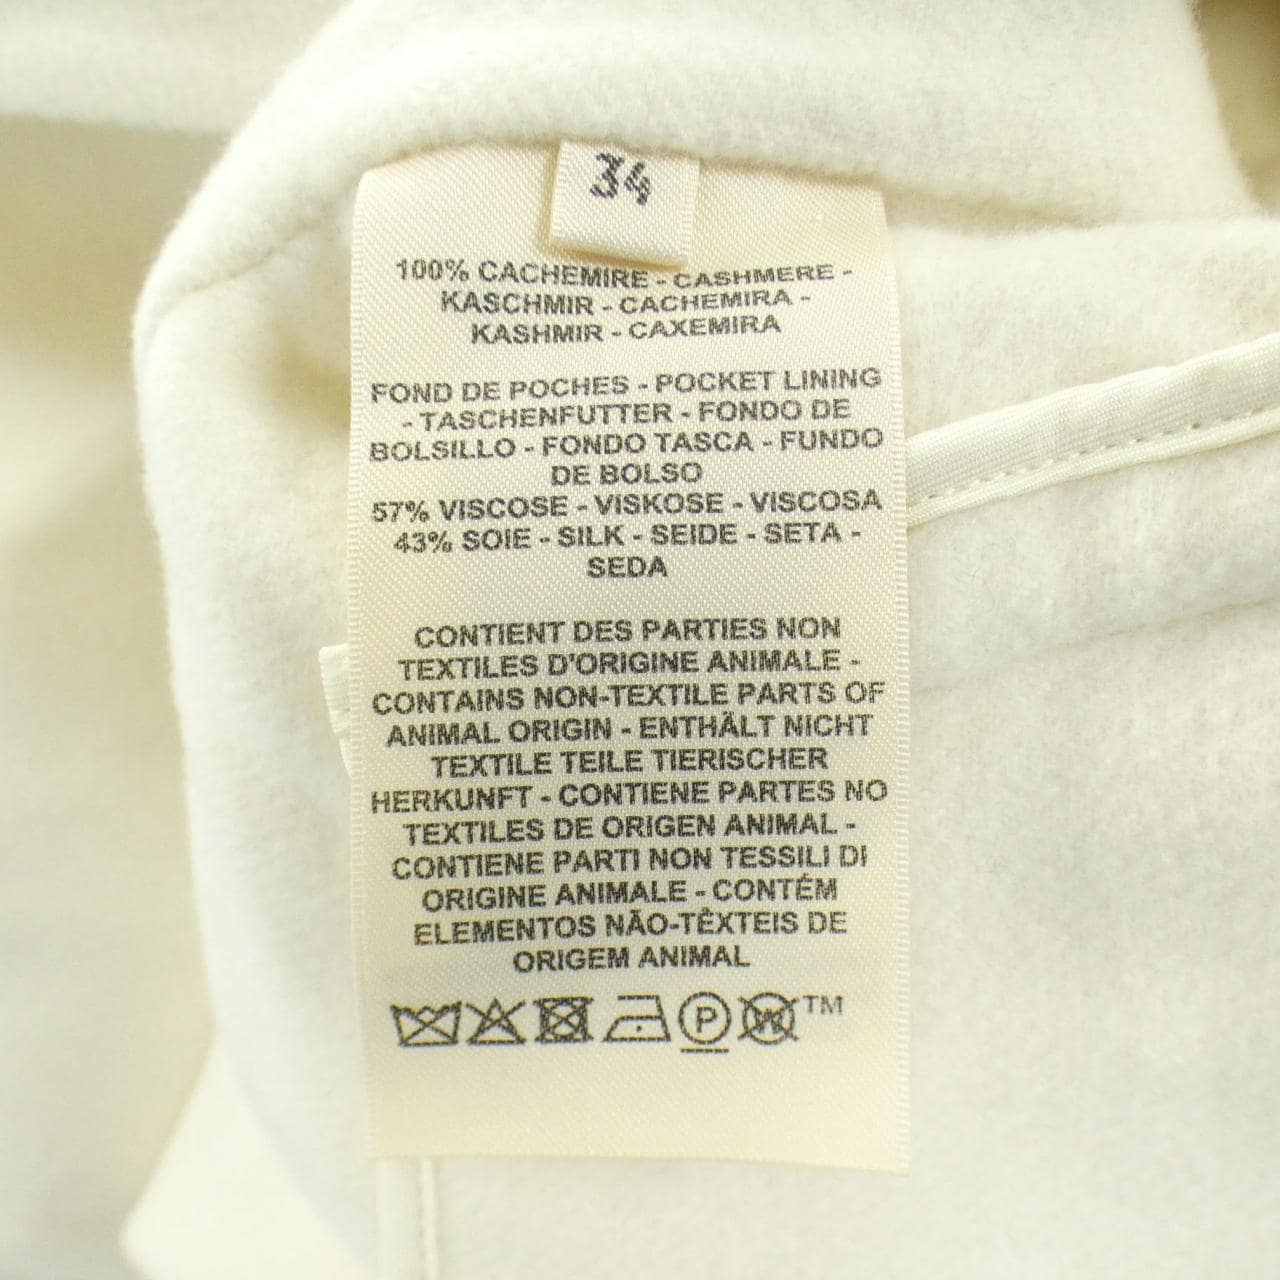 34
100% CACHEMIRE - CASHMERE -
KASCHMIR - CACHEMIRA -
KASHMIR - CAXEMIRA
FOND DE POCHES - POCKET LINING
- TASCHENFUTTER - FONDO DE
BOLSILLO - FONDO TASCA - FUNDO
DE BOLSO
57% VISCOSE - VISKOSE - VISCOSA
43% SOIE - SILK - SEIDE - SETA -
SEDA
CONTIENT DES PARTIES NON
TEXTILES D'ORIGINE ANIMALE -
CONTAINS NON-TEXTILE PARTS OF
ANIMAL ORIGIN - ENTHÄLT NICHT
TEXTILE TEILE TIERISCHER
HERKUNFT - CONTIENE PARTES NO
TEXTILES DE ORIGEN ANIMAL -
CONTIENE PARTI NON TESSILI DI
ORIGINE ANIMALE - CONTÉM
ELEMENTOS NÃO-TÊXTEIS DE
ORIGEM ANIMAL
P W TM